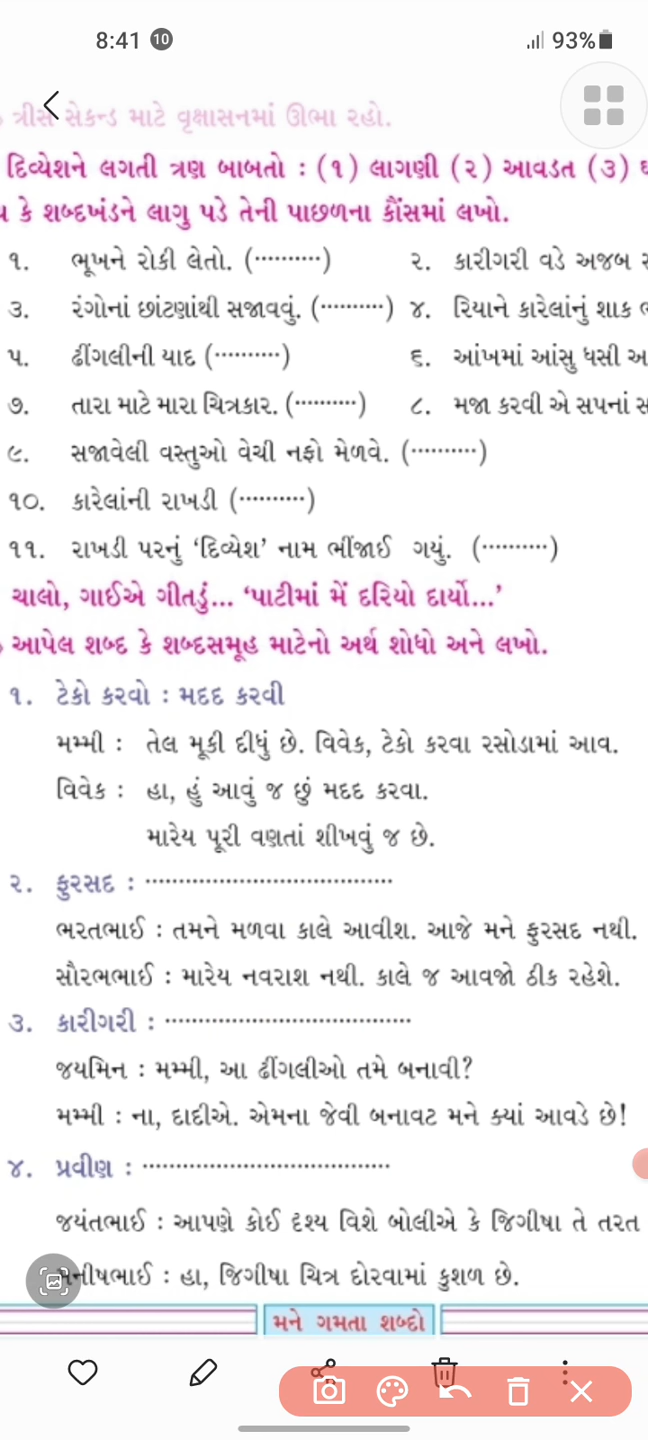 8:41 10 93%
ત્રીસ સેકન્ડ માટે વૃક્ષાસનમાં ઊભા રહો.
દિવ્યેશને લગતી ત્રણ બાબતો : (૧) લાગણી (૨) આવડત (૩)
કે શબ્દખંડને લાગુ પડે તેની પાછળના કૌંસમાં લખો.
૧. ભૂખને રોકી લેતો. (··········) ૨. કારીગરી વડે અજબ
૩. રંગોનાં છાંટણાંથી સજાવવું. (··········) ૪. રિયાને કારેલાંનું શાક
૫. ઢીંગલીની યાદ (··········) ૬. આંખમાં આંસુ ધસી
૭. તારા માટે મારા ચિત્રકાર. (··········) ૮. મજા કરવી એ સપનાં
૯. સજાવેલી વસ્તુઓ વેચી નફો મેળવે. (··········)
૧૦. કારેલાંની રાખડી (··········)
૧૧. રાખડી પરનું ‘દિવ્યેશ’ નામ ભીંજાઈ ગયું. (··········)
ચાલો, ગાઈએ ગીતડું... ‘પાટીમાં મેં દરિયો દાર્યો...’
આપેલ શબ્દ કે શબ્દસમૂહ માટેનો અર્થ શોધો અને લખો.
૧. ટેકો કરવો : મદદ કરવી
મમ્મી : તેલ મૂકી દીધું છે. વિવેક, ટેકો કરવા રસોડામાં આવ.
વિવેક : હા, હું આવું જ છું મદદ કરવા.
મારેય પૂરી વણતાં શીખવું જ છે.
૨. ફુરસદ : ·····································
ભરતભાઈ : તમને મળવા કાલે આવીશ. આજે મને ફુરસદ નથી.
સૌરભભાઈ : મારેય નવરાશ નથી. કાલે જ આવજો ઠીક રહેશે.
૩. કારીગરી : ·····································
જયમિન : મમ્મી, આ ઢીંગલીઓ તમે બનાવી?
મમ્મી : ના, દાદીએ. એમના જેવી બનાવટ મને ક્યાં આવડે છે!
૪. પ્રવીણ : ·····································
જયંતભાઈ : આપણે કોઈ દૃશ્ય વિશે બોલીએ કે જિગીષા તે તરત
મનીષભાઈ : હા, જિગીષા ચિત્ર દોરવામાં કુશળ છે.
મને ગમતા શબ્દો